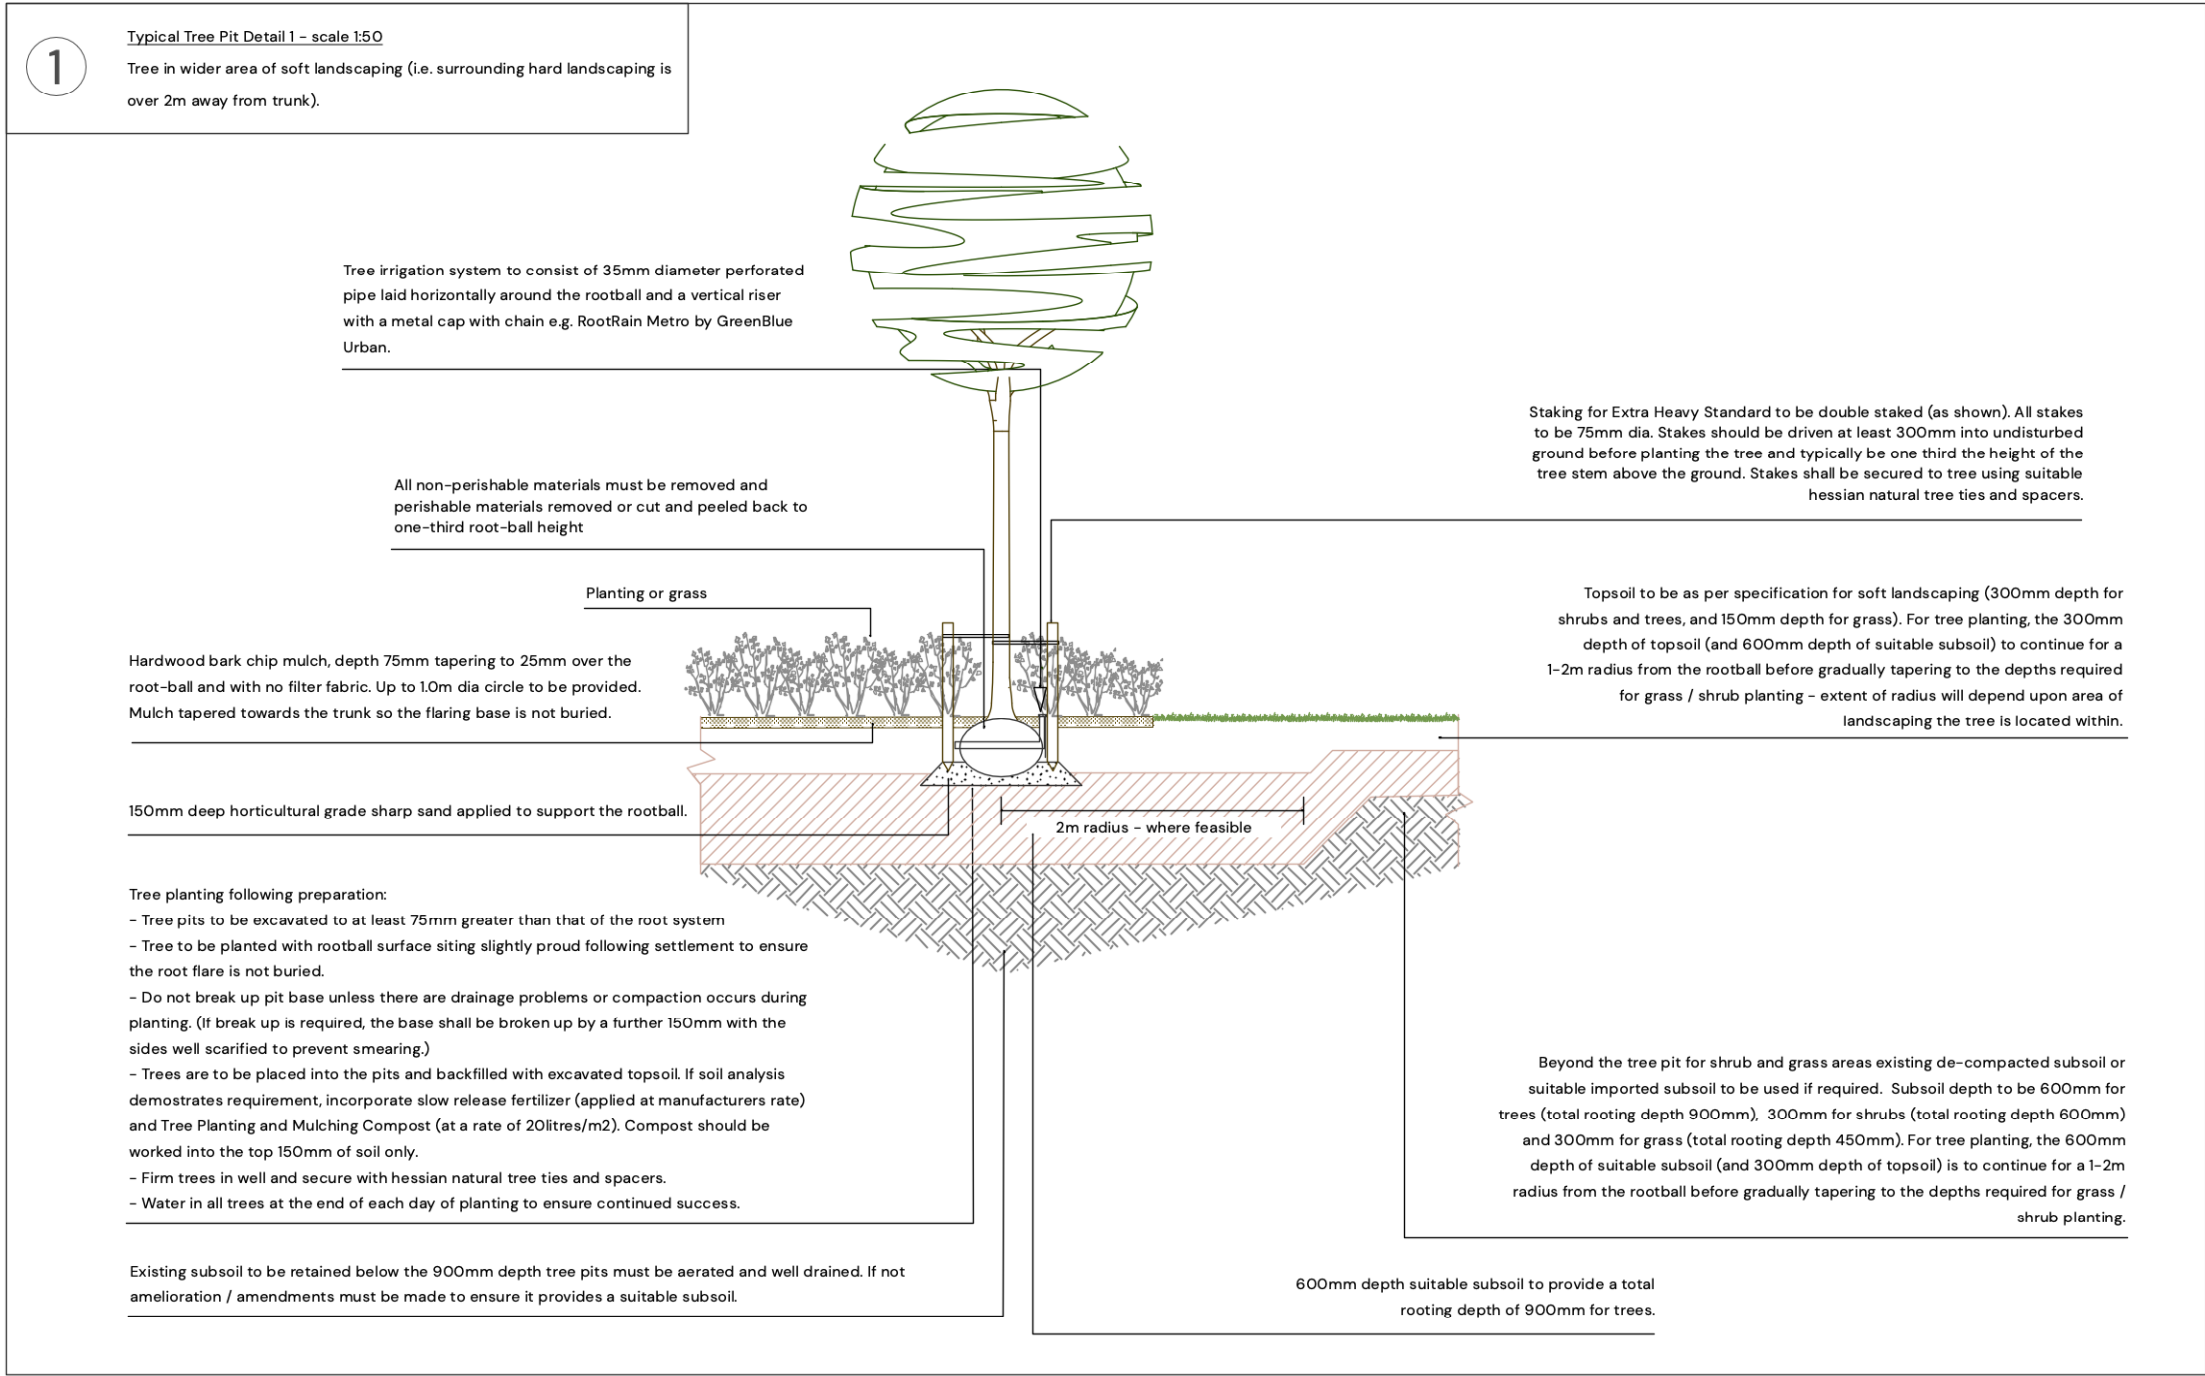 1
Typical Tree Pit Detail 1 - scale 1:50
Tree in wider area of soft landscaping (i.e. surrounding hard landscaping is
over 2m away from trunk).
Tree irrigation system to consist of 35mm diameter perforated
pipe laid horizontally around the rootball and a vertical riser
with a metal cap with chain e.g. RootRain Metro by GreenBlue
Urban.
Staking for Extra Heavy Standard to be double staked (as shown). All stakes
to be 75mm dia. Stakes should be driven at least 300mm into undisturbed
ground before planting the tree and typically be one third the height of the
tree stem above the ground. Stakes shall be secured to tree using suitable
hessian natural tree ties and spacers.
All non-perishable materials must be removed and
perishable materials removed or cut and peeled back to
one-third root-ball height
Planting or grass
Topsoil to be as per specification for soft landscaping (300mm depth for
shrubs and trees, and 150mm depth for grass). For tree planting, the 300mm
depth of topsoil (and 600mm depth of suitable subsoil) to continue for a
1-2m radius from the rootball before gradually tapering to the depths required
for grass / shrub planting - extent of radius will depend upon area of
landscaping the tree is located within.
Hardwood bark chip mulch, depth 75mm tapering to 25mm over the
root-ball and with no filter fabric. Up to 1.0m dia circle to be provided.
Mulch tapered towards the trunk so the flaring base is not buried.
150mm deep horticultural grade sharp sand applied to support the rootball.
2m radius - where feasible
Tree planting following preparation:
- Tree pits to be excavated to at least 75mm greater than that of the root system
- Tree to be planted with rootball surface siting slightly proud following settlement to ensure
the root flare is not buried.
- Do not break up pit base unless there are drainage problems or compaction occurs during
planting. (If break up is required, the base shall be broken up by a further 150mm with the
sides well scarified to prevent smearing.)
- Trees are to be placed into the pits and backfilled with excavated topsoil. If soil analysis
demostrates requirement, incorporate slow release fertilizer (applied at manufacturers rate)
and Tree Planting and Mulching Compost (at a rate of 20litres/m2). Compost should be
worked into the top 150mm of soil only.
- Firm trees in well and secure with hessian natural tree ties and spacers.
- Water in all trees at the end of each day of planting to ensure continued success.
Beyond the tree pit for shrub and grass areas existing de-compacted subsoil or
suitable imported subsoil to be used if required. Subsoil depth to be 600mm for
trees (total rooting depth 900mm), 300mm for shrubs (total rooting depth 600mm)
and 300mm for grass (total rooting depth 450mm). For tree planting, the 600mm
depth of suitable subsoil (and 300mm depth of topsoil) is to continue for a 1-2m
radius from the rootball before gradually tapering to the depths required for grass /
shrub planting.
Existing subsoil to be retained below the 900mm depth tree pits must be aerated and well drained. If not
amelioration / amendments must be made to ensure it provides a suitable subsoil.
600mm depth suitable subsoil to provide a total
rooting depth of 900mm for trees.